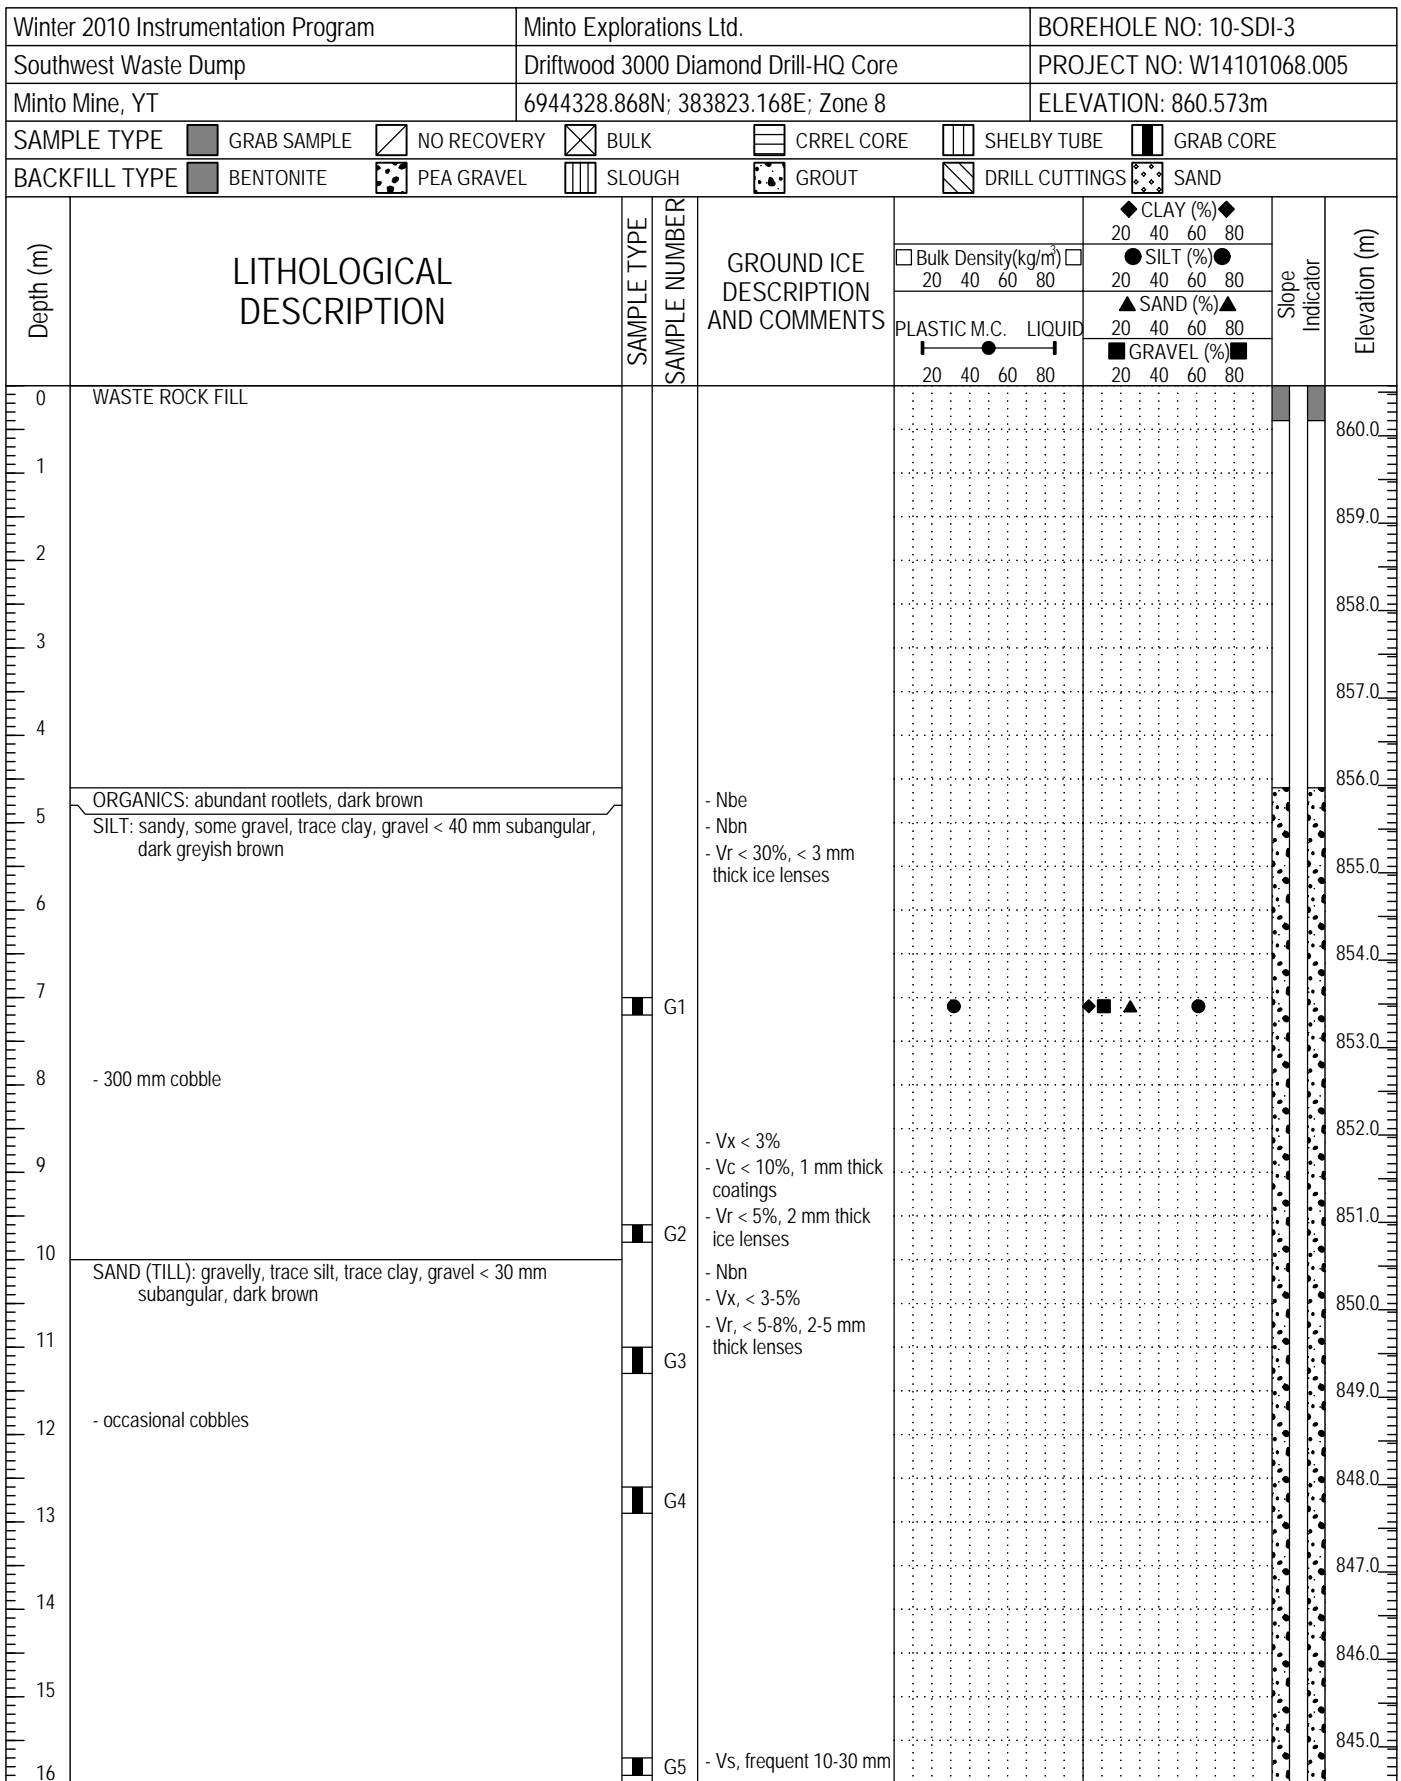 Winter 2010 Instrumentation Program
Minto Explorations Ltd.
BOREHOLE NO: 10-SDI-3
Southwest Waste Dump
Driftwood 3000 Diamond Drill-HQ Core
PROJECT NO: W14101068.005
Minto Mine, YT
6944328.868N; 383823.168E; Zone 8
ELEVATION: 860.573m
SAMPLE TYPE GRAB SAMPLE NO RECOVERY BULK CRREL CORE SHELBY TUBE GRAB CORE
BACKFILL TYPE BENTONITE PEA GRAVEL SLOUGH GROUT DRILL CUTTINGS SAND
Depth (m)
LITHOLOGICAL
DESCRIPTION
SAMPLE TYPE
SAMPLE NUMBER
GROUND ICE
DESCRIPTION
AND COMMENTS
□ Bulk Density(kg/m³) □
20 40 60 80
PLASTIC M.C. LIQUID
20 40 60 80
◆ CLAY (%) ◆
20 40 60 80
● SILT (%) ●
20 40 60 80
▲ SAND (%) ▲
20 40 60 80
■ GRAVEL (%) ■
20 40 60 80
Slope
Indicator
Elevation (m)
0
WASTE ROCK FILL
860.0
1
859.0
2
858.0
3
857.0
4
856.0
ORGANICS: abundant rootlets, dark brown
- Nbe
5
SILT: sandy, some gravel, trace clay, gravel < 40 mm subangular,
dark greyish brown
- Nbn
- Vr < 30%, < 3 mm
thick ice lenses
855.0
6
854.0
7
G1
853.0
8
- 300 mm cobble
852.0
- Vx < 3%
9
- Vc < 10%, 1 mm thick
coatings
- Vr < 5%, 2 mm thick
ice lenses
851.0
G2
10
SAND (TILL): gravelly, trace silt, trace clay, gravel < 30 mm
subangular, dark brown
- Nbn
- Vx, < 3-5%
850.0
- Vr, < 5-8%, 2-5 mm
thick lenses
11
G3
849.0
12
- occasional cobbles
848.0
G4
13
847.0
14
846.0
15
845.0
G5
- Vs, frequent 10-30 mm
16